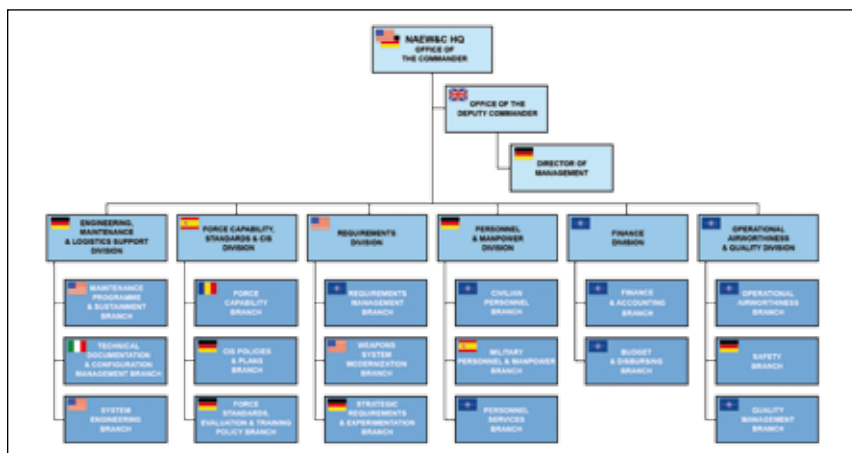 NAEW&C HQ
OFFICE OF
THE COMMANDER
OFFICE OF THE
DEPUTY COMMANDER
DIRECTOR OF
MANAGEMENT
ENGINEERING,
MAINTENANCE
& LOGISTICS SUPPORT
DIVISION
FORCE CAPABILITY,
STANDARDS & CIS
DIVISION
REQUIREMENTS
DIVISION
PERSONNEL
& MANPOWER
DIVISION
FINANCE
DIVISION
OPERATIONAL
AIRWORTHINESS
& QUALITY DIVISION
MAINTENANCE
PROGRAMME
& SUSTAINMENT
BRANCH
FORCE
CAPABILITY
BRANCH
REQUIREMENTS
MANAGEMENT
BRANCH
CIVILIAN
PERSONNEL
BRANCH
FINANCE
& ACCOUNTING
BRANCH
OPERATIONAL
AIRWORTHINESS
BRANCH
TECHNICAL
DOCUMENTATION
& CONFIGURATION
MANAGEMENT BRANCH
CIS POLICIES
& PLANS
BRANCH
WEAPONS
SYSTEM
MODERNIZATION
BRANCH
MILITARY
PERSONNEL & MANPOWER
BRANCH
BUDGET
& DISBURSING
BRANCH
SAFETY
BRANCH
SYSTEM
ENGINEERING
BRANCH
FORCE
STANDARDS,
EVALUATION & TRAINING
POLICY BRANCH
STRATEGIC
REQUIREMENTS
& EXPERIMENTATION
BRANCH
PERSONNEL
SERVICES
BRANCH
QUALITY
MANAGEMENT
BRANCH